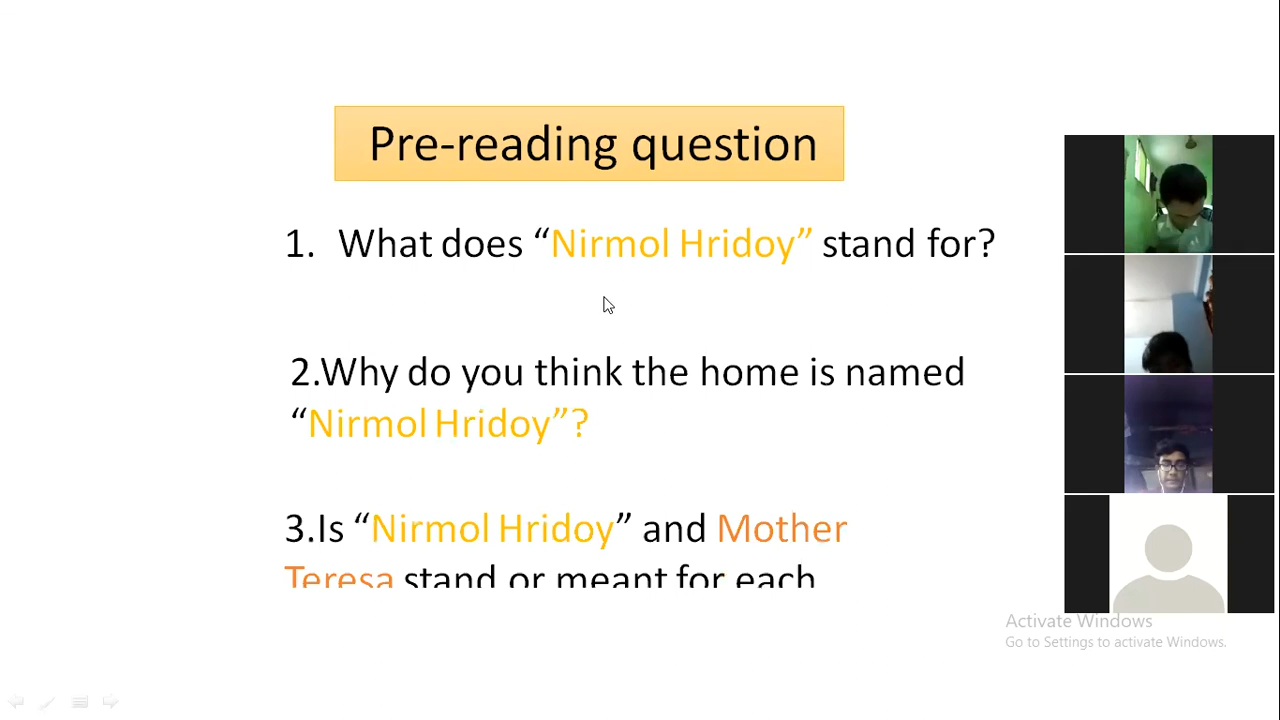 Pre-reading question
1. What does “Nirmol Hridoy” stand for?
2.Why do you think the home is named
“Nirmol Hridoy”?
3.Is “Nirmol Hridoy” and Mother
Teresa stand or meant for each
Activate Windows
Go to Settings to activate Windows.